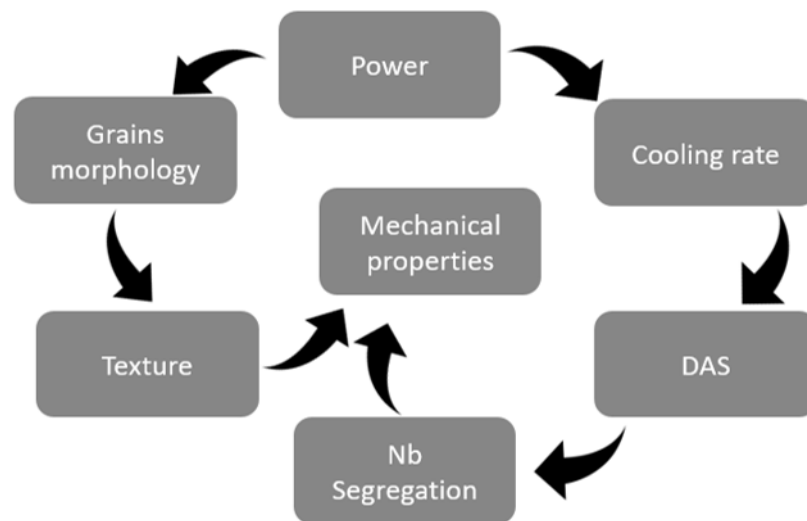 Power
Grains
morphology
Cooling rate
Mechanical
properties
Texture
DAS
Nb
Segregation